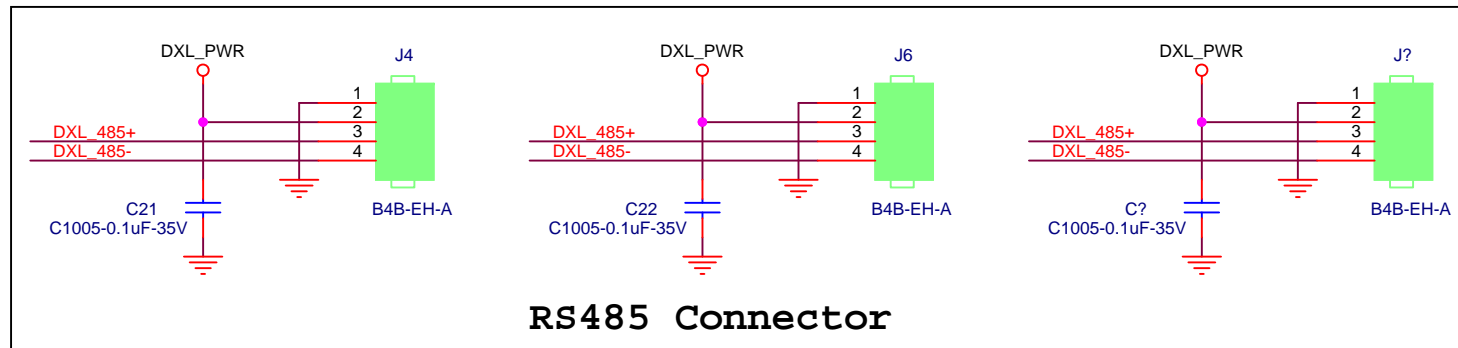 DXL_PWR
J4
1
2
3
4
DXL_485+
DXL_485-
C21
C1005-0.1uF-35V
B4B-EH-A
DXL_PWR
J6
1
2
3
4
DXL_485+
DXL_485-
C22
C1005-0.1uF-35V
B4B-EH-A
DXL_PWR
J?
1
2
3
4
DXL_485+
DXL_485-
C?
C1005-0.1uF-35V
B4B-EH-A
RS485 Connector